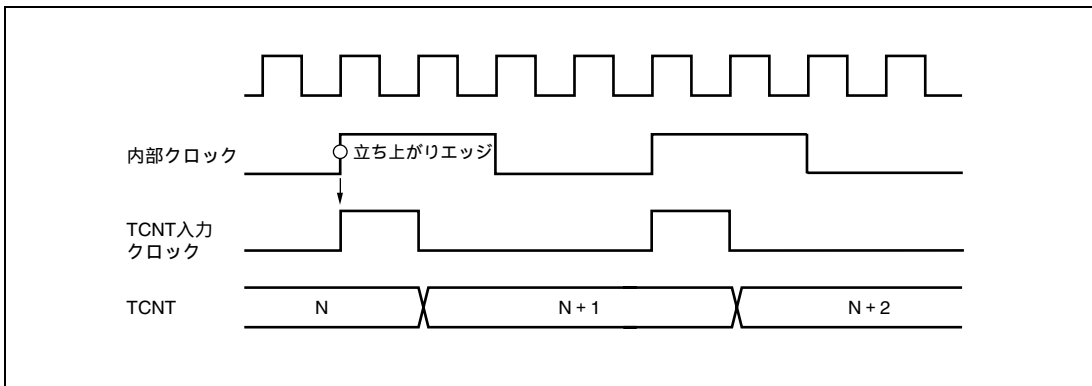 内部クロック
立ち上がりエッジ
TCNT入力
クロック
TCNT
N
N + 1
N + 2